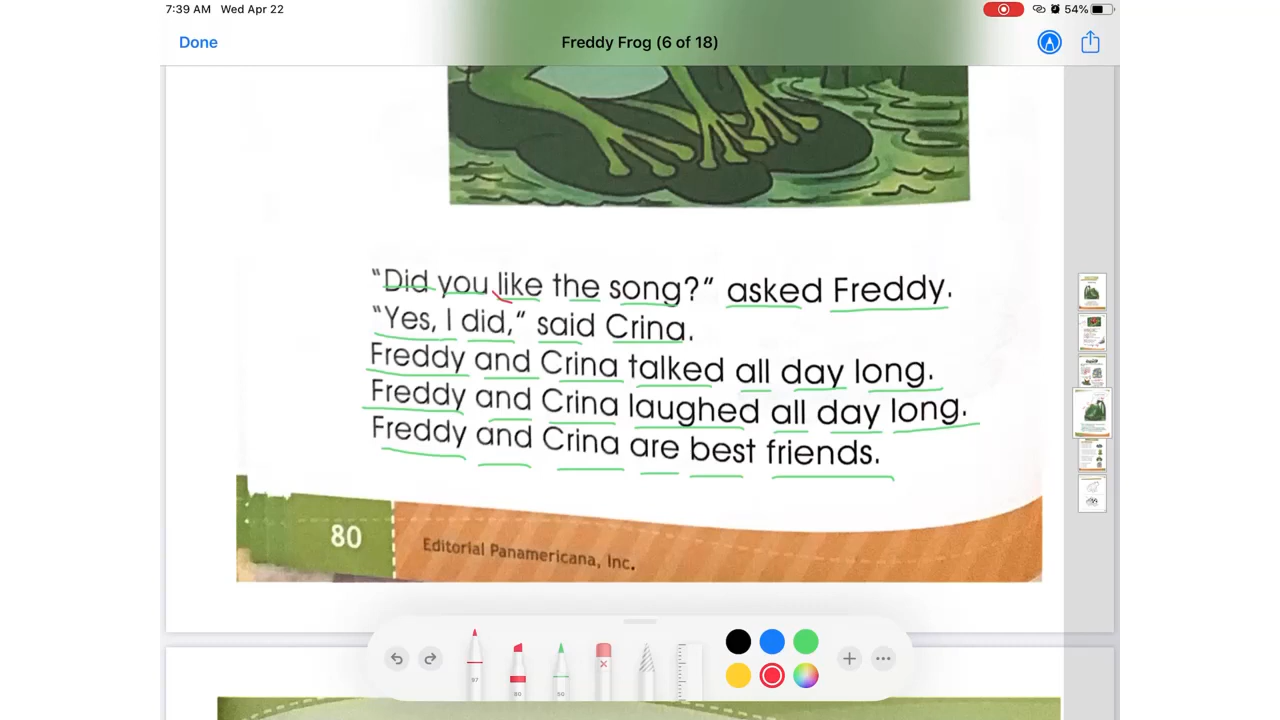 7:39 AM Wed Apr 22
54%
Done
Freddy Frog (6 of 18)
"Did you like the song?" asked Freddy.
"Yes, I did," said Crina.
Freddy and Crina talked all day long.
Freddy and Crina laughed all day long.
Freddy and Crina are best friends.
80
Editorial Panamericana, Inc.